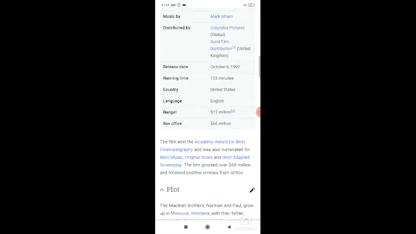 Music by Mark Isham
Distributed by Columbia Pictures
(Global)
Guild Film
Distribution (United
Kingdom)
Release date October 9, 1992
Running time 123 minutes
Country United States
Language English
Budget $12 million
Box office $66 million
The film won the Academy Award for Best
Cinematography and was also nominated for
Best Music, Original Score and Best Adapted
Screenplay. The film grossed over $66 million
and received positive reviews from critics.
Plot
The Maclean brothers, Norman and Paul, grow
up in Missoula, Montana, with their father,